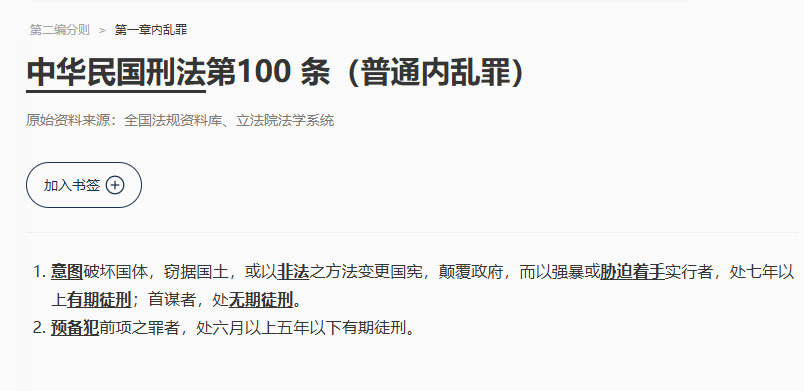 第二编分则 > 第一章内乱罪
中华民国刑法第100 条（普通内乱罪）
原始资料来源：全国法规资料库、立法院法学系统
加入书签
1. 意图破坏国体，窃据国土，或以非法之方法变更国宪，颠覆政府，而以强暴或胁迫着手实行者，处七年以
上有期徒刑；首谋者，处无期徒刑。
2. 预备犯前项之罪者，处六月以上五年以下有期徒刑。